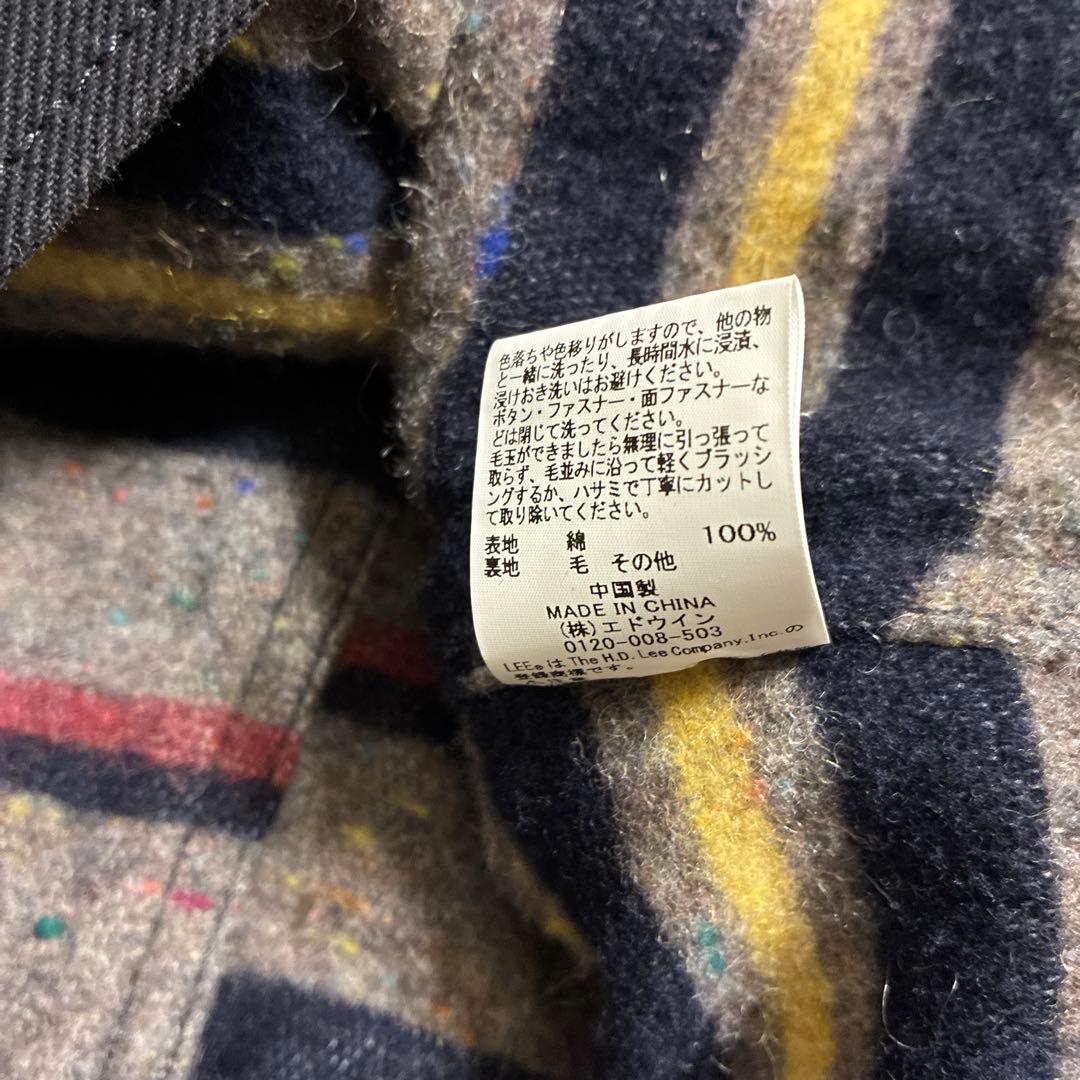 色落ちや色移りがしますので、他の物
と一緒に洗ったり、長時間水に浸漬、
浸けおき洗いはお避けください。
ボタン・ファスナー・面ファスナーな
どは閉じて洗ってください。
毛玉ができましたら無理に引っ張って
取らず、毛並みに沿って軽くブラッシ
ングするか、ハサミで丁寧にカットし
て取り除いてください。
表地 綿 100%
裏地 毛 その他
中国製
MADE IN CHINA
(株)エドウイン
0120-008-503
LEE® は The H.D. Lee Company.Inc.の
登録商標です。